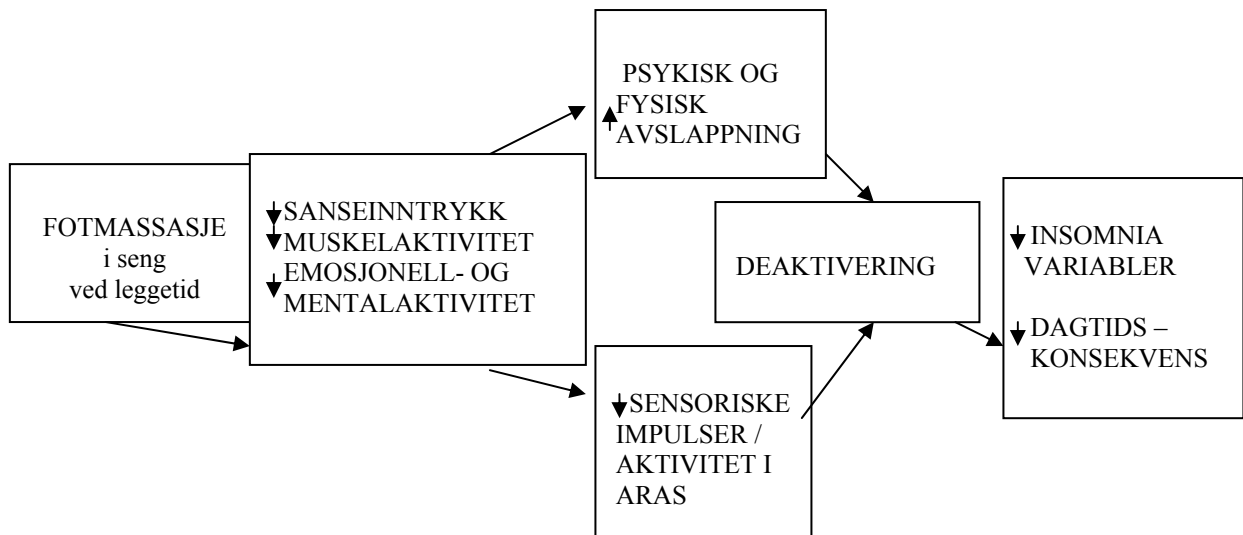 FOTMASSASJE
i seng
ved leggetid
↓SANSEINNTRYKK
↓MUSKELAKTIVITET
↓EMOSJONELL- OG
MENTALAKTIVITET
PSYKISK OG
↑FYSISK
AVSLAPPNING
↓SENSORISKE
IMPULSER /
AKTIVITET I
ARAS
DEAKTIVERING
↓INSOMNIA
VARIABLER
↓DAGTIDS –
KONSEKVENS